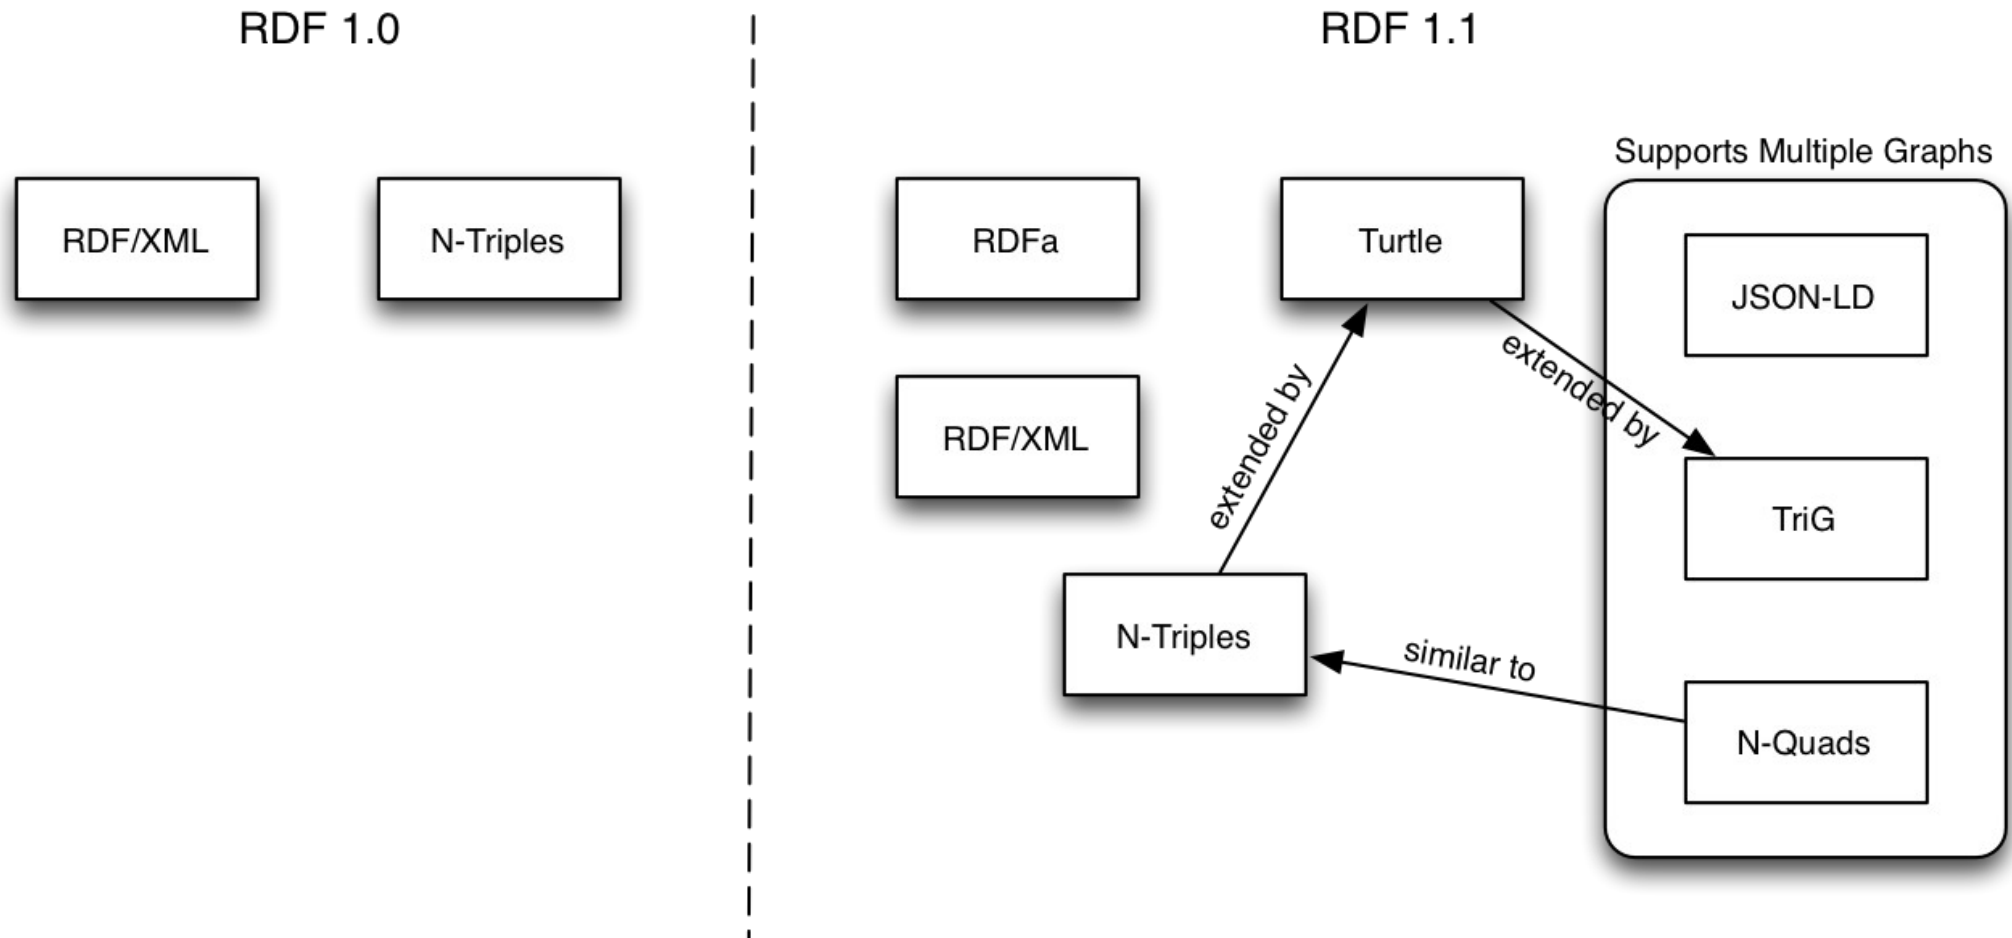 RDF 1.0
RDF 1.1
RDF/XML
N-Triples
RDFa
Turtle
Supports Multiple Graphs
JSON-LD
extended by
extended by
RDF/XML
TriG
N-Triples
similar to
N-Quads